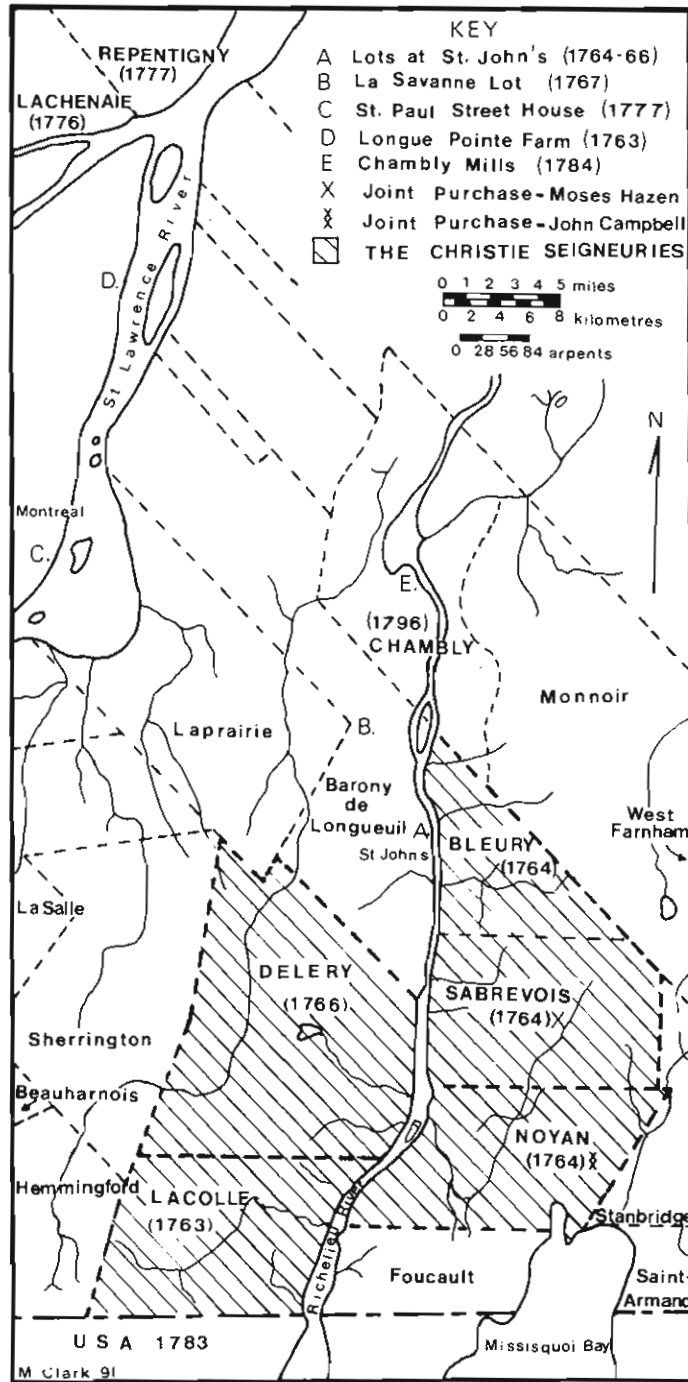 KEY
A Lots at St. John's (1764-66)
B La Savanne Lot (1767)
C St. Paul Street House (1777)
D Longue Pointe Farm (1763)
E Chambly Mills (1784)
X Joint Purchase-Moses Hazen
Joint Purchase-John Campbell
THE CHRISTIE SEIGNEURIES
0 1 2 3 4 5 miles
0 2 4 6 8 kilometres
0 28 56 84 arpents
REPENTIGNY
(1777)
LACHENAIE
(1776)
St Lawrence River
D.
N
Montreal
C.
E.
(1796)
CHAMBLY
Monnoir
Laprairie
B.
Barony
de
Longueuil
A
St Johns
BLEURY
(1764)
West
Farnham
La Salle
DELERY
(1766)
SABREVOIS
(1764)X
Sherrington
Beauharnois
NOYAN
(1764)
Hemmingford
LACOLLE
(1763)
Richelieu River
Stanbridge
Foucault
Saint-
Armand
USA 1783
Missisquoi Bay
M Clark 91